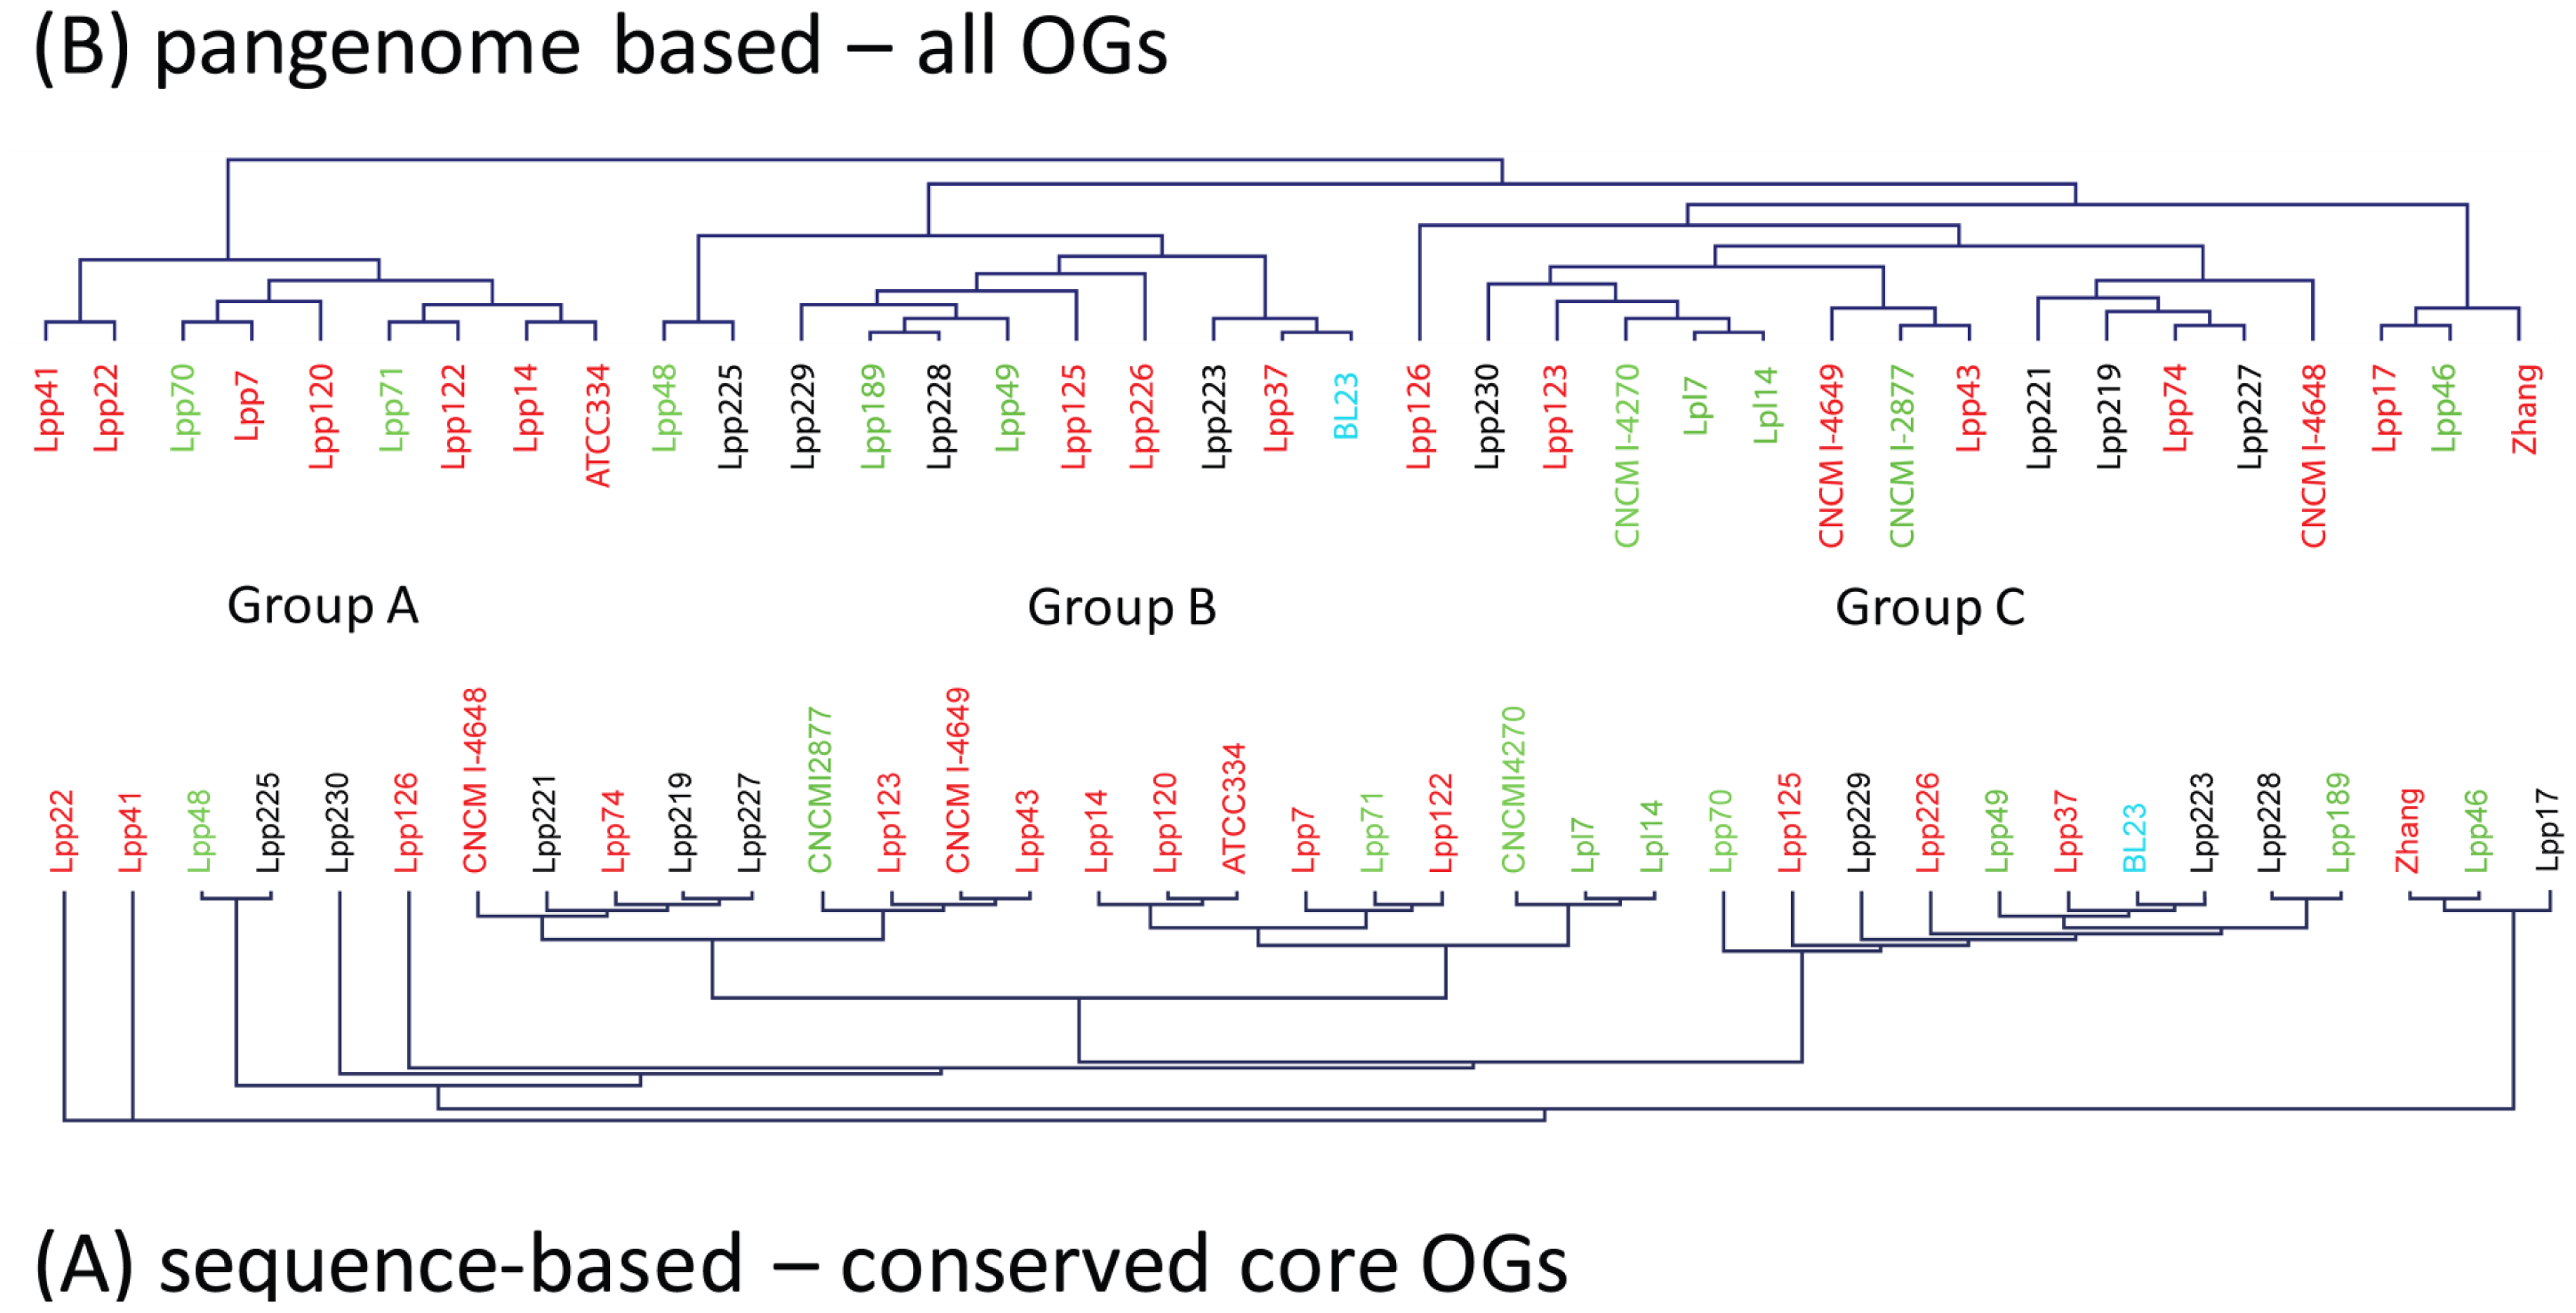 (B) pangenome based – all OGs
Lpp41 Lpp22 Lpp70 Lpp7 Lpp120 Lpp71 Lpp122 Lpp14 ATCC334 Lpp48 Lpp225 Lpp229 Lpp189 Lpp228 Lpp49 Lpp125 Lpp226 Lpp223 Lpp37 BL23 Lpp126 Lpp230 Lpp123 CNCM I-4270 Lpl7 Lpl14 CNCM I-4649 CNCM I-2877 Lpp43 Lpp221 Lpp219 Lpp74 Lpp227 CNCM I-4648 Lpp17 Lpp46 Zhang
Group A Group B Group C
Lpp22 Lpp41 Lpp48 Lpp225 Lpp230 Lpp126 CNCM I-4648 Lpp221 Lpp74 Lpp219 Lpp227 CNCMI2877 Lpp123 CNCM I-4649 Lpp43 Lpp14 Lpp120 ATCC334 Lpp7 Lpp71 Lpp122 CNCMI4270 Lpl7 Lpl14 Lpp70 Lpp125 Lpp229 Lpp226 Lpp49 Lpp37 BL23 Lpp223 Lpp228 Lpp189 Zhang Lpp46 Lpp17
(A) sequence-based – conserved core OGs